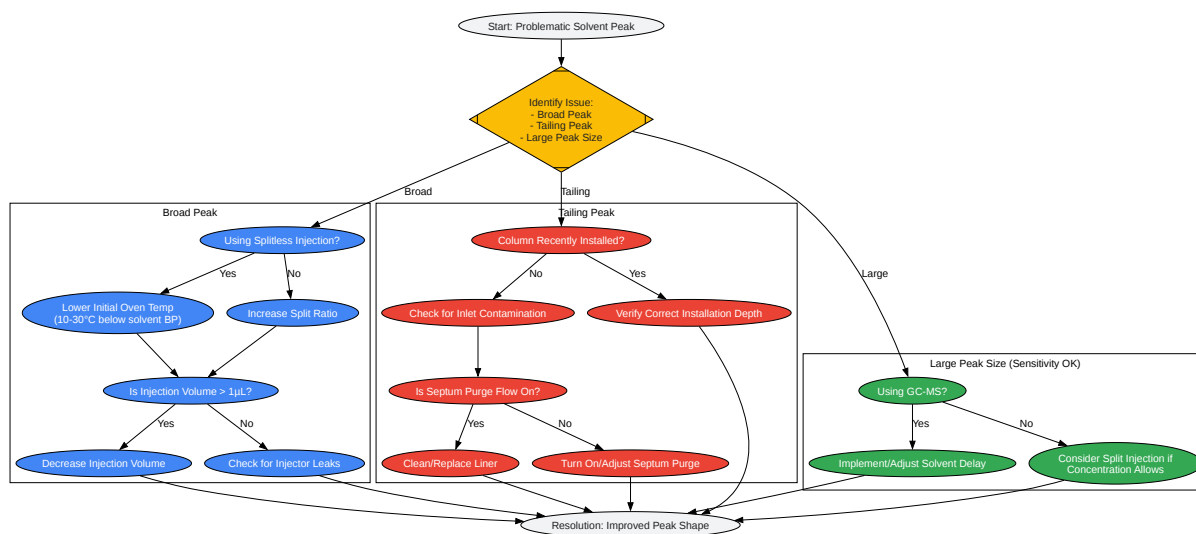 Start: Problematic Solvent Peak
Identify Issue:
- Broad Peak
- Tailing Peak
- Large Peak Size
Broad
Tailing
Large
Broad Peak
Using Splitless Injection?
Yes
No
Lower Initial Oven Temp
(10-30°C below solvent BP)
Increase Split Ratio
Is Injection Volume > 1µL?
Yes
No
Decrease Injection Volume
Check for Injector Leaks
Tailing Peak
Column Recently Installed?
No
Yes
Check for Inlet Contamination
Verify Correct Installation Depth
Is Septum Purge Flow On?
Yes
No
Clean/Replace Liner
Turn On/Adjust Septum Purge
Large Peak Size (Sensitivity OK)
Using GC-MS?
Yes
No
Implement/Adjust Solvent Delay
Consider Split Injection if
Concentration Allows
Resolution: Improved Peak Shape